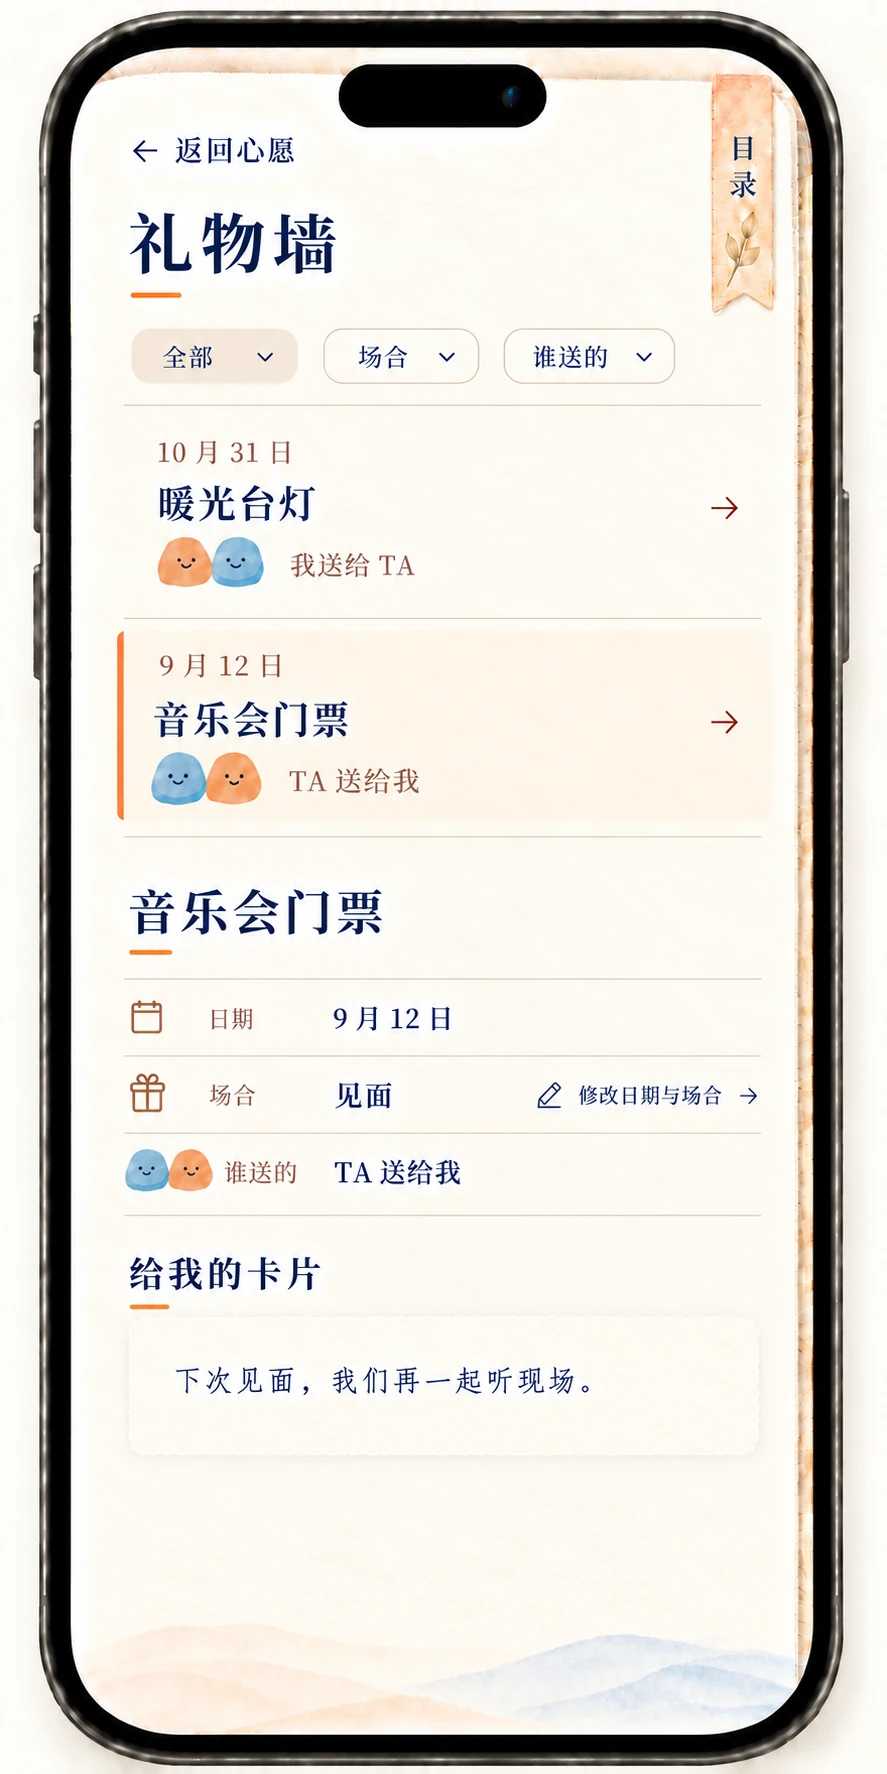 返回心愿
目录
礼物墙
全部 场合 谁送的
10 月 31 日
暖光台灯
我送给 TA
9 月 12 日
音乐会门票
TA 送给我
音乐会门票
日期 9 月 12 日
场合 见面 修改日期与场合
谁送的 TA 送给我
给我的卡片
下次见面，我们再一起听现场。